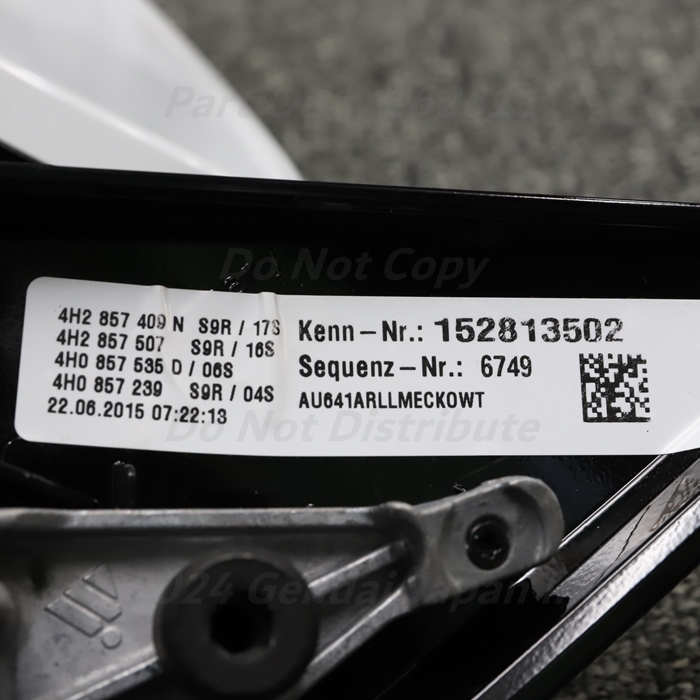 Do Not Copy
4H2 857 409 N S9R / 17S
4H2 857 507 S9R / 16S
4H0 857 535 D / 06S
4H0 857 239 S9R / 04S
22.06.2015 07:22:13
Kenn-Nr.: 152813502
Sequenz-Nr.: 6749
AU641ARLLMECKOWT
Do Not Distribute